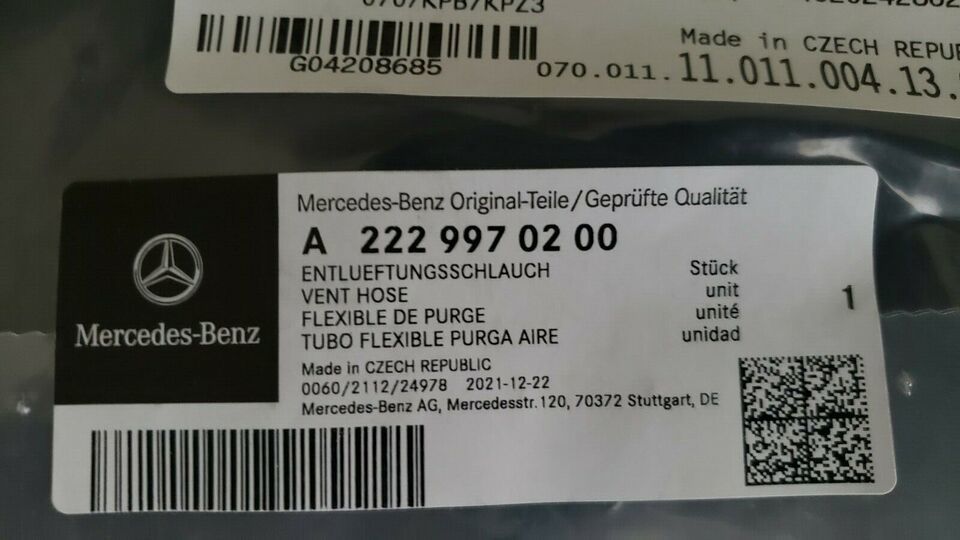 0707KPB7KPZ3
G04208685
Made in CZECH
070.011.11.011.004.13.
Mercedes-Benz
Mercedes-Benz Original-Teile/Geprüfte Qualität
A 222 997 02 00
ENTLUEFTUNGSSCHLAUCH Stück
VENT HOSE unit
FLEXIBLE DE PURGE unité
TUBO FLEXIBLE PURGA AIRE unidad
1
Made in CZECH REPUBLIC
0060/2112/24978 2021-12-22
Mercedes-Benz AG, Mercedesstr. 120, 70372 Stuttgart, DE